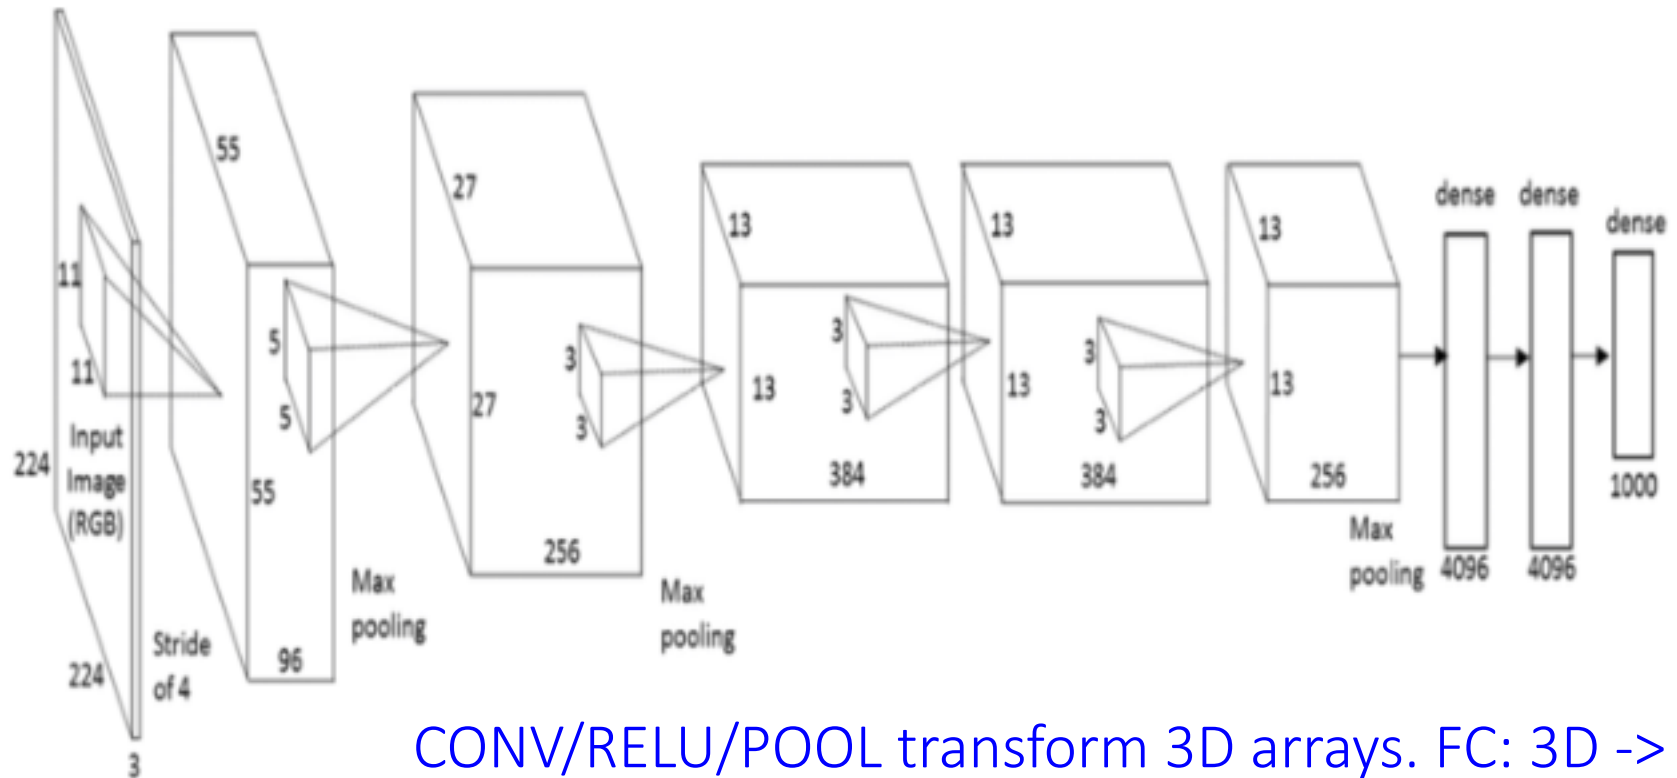 224
11
11
Input
Image
(RGB)
224
3
Stride
of 4
55
55
96
5
5
Max
pooling
27
27
256
3
3
Max
pooling
13
13
384
3
3
13
13
384
3
3
13
13
256
Max
pooling
dense
4096
dense
4096
dense
1000
CONV/RELU/POOL transform 3D arrays. FC: 3D ->